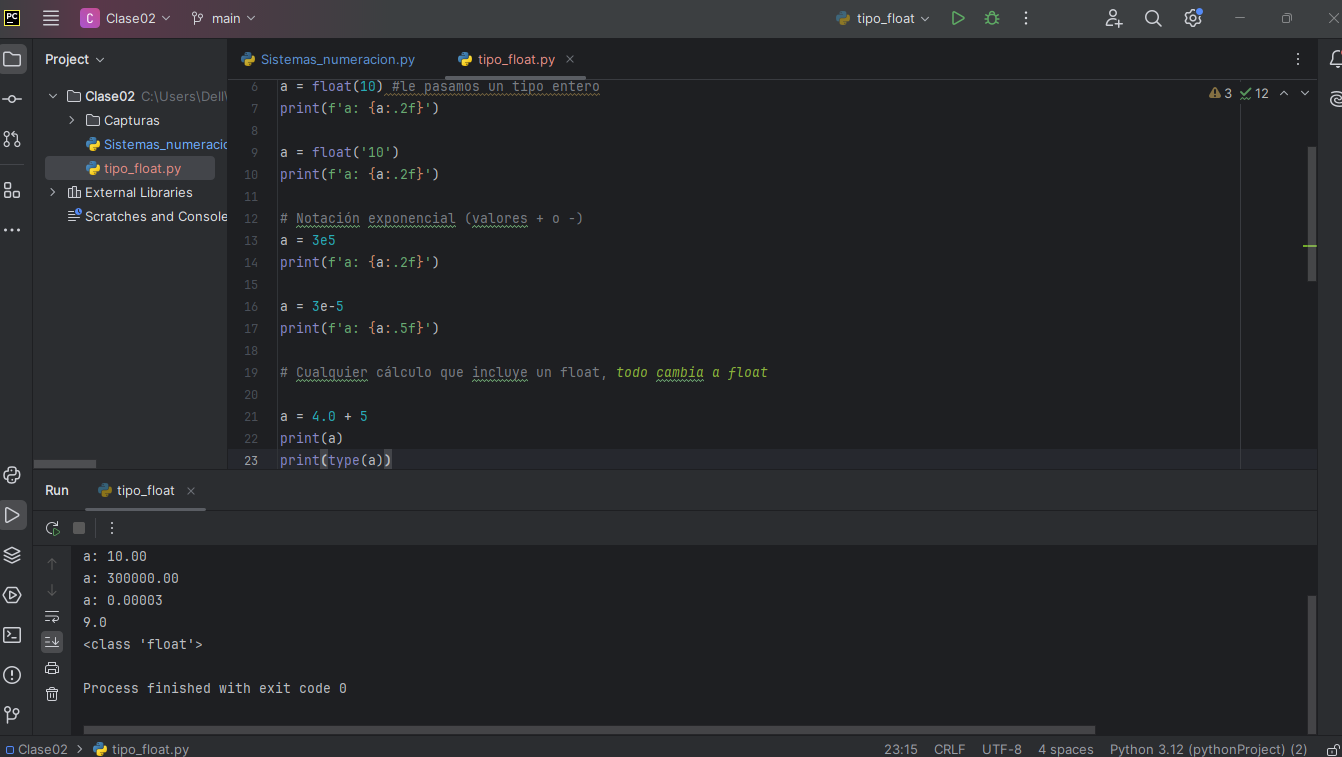 PC
C Clase02 main tipo_float
Project
Clase02 C:\Users\Dell\
Capturas
Sistemas_numeracio
tipo_float.py
External Libraries
Scratches and Console
Sistemas_numeracion.py tipo_float.py
3 12
6 a = float(10) #le pasamos un tipo entero
7 print(f'a: {a:.2f}')
8
9 a = float('10')
10 print(f'a: {a:.2f}')
11
12 # Notación exponencial (valores + o -)
13 a = 3e5
14 print(f'a: {a:.2f}')
15
16 a = 3e-5
17 print(f'a: {a:.5f}')
18
19 # Cualquier cálculo que incluye un float, todo cambia a float
20
21 a = 4.0 + 5
22 print(a)
23 print(type(a))
Run tipo_float
a: 10.00
a: 300000.00
a: 0.00003
9.0
<class 'float'>
Process finished with exit code 0
Clase02 > tipo_float.py 23:15 CRLF UTF-8 4 spaces Python 3.12 (pythonProject) (2)